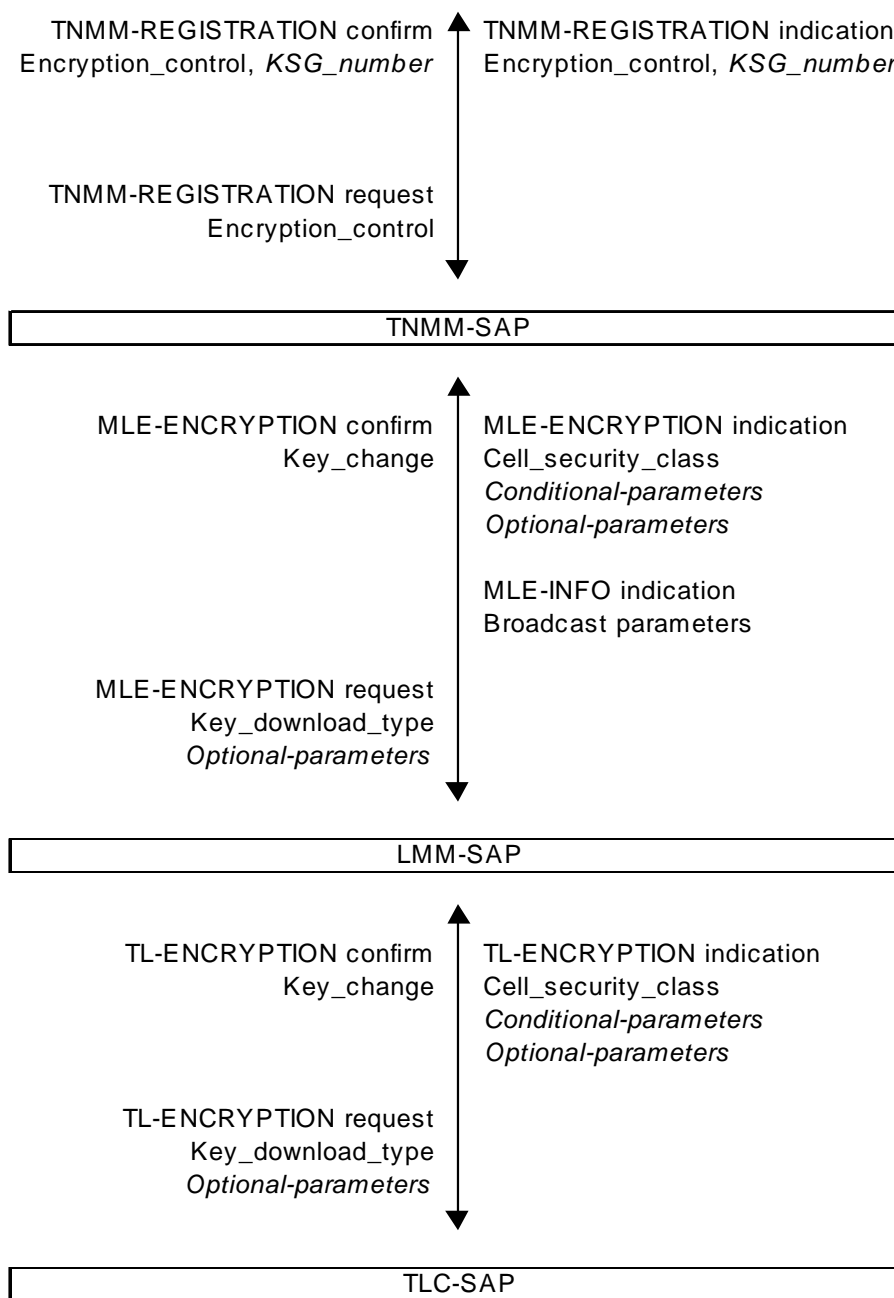 TNMM-REGISTRATION confirm
Encryption_control, KSG_number
TNMM-REGISTRATION indication
Encryption_control, KSG_number
TNMM-REGISTRATION request
Encryption_control
TNMM-SAP
MLE-ENCRYPTION confirm
Key_change
MLE-ENCRYPTION indication
Cell_security_class
Conditional-parameters
Optional-parameters
MLE-INFO indication
Broadcast parameters
MLE-ENCRYPTION request
Key_download_type
Optional-parameters
LMM-SAP
TL-ENCRYPTION confirm
Key_change
TL-ENCRYPTION indication
Cell_security_class
Conditional-parameters
Optional-parameters
TL-ENCRYPTION request
Key_download_type
Optional-parameters
TLC-SAP